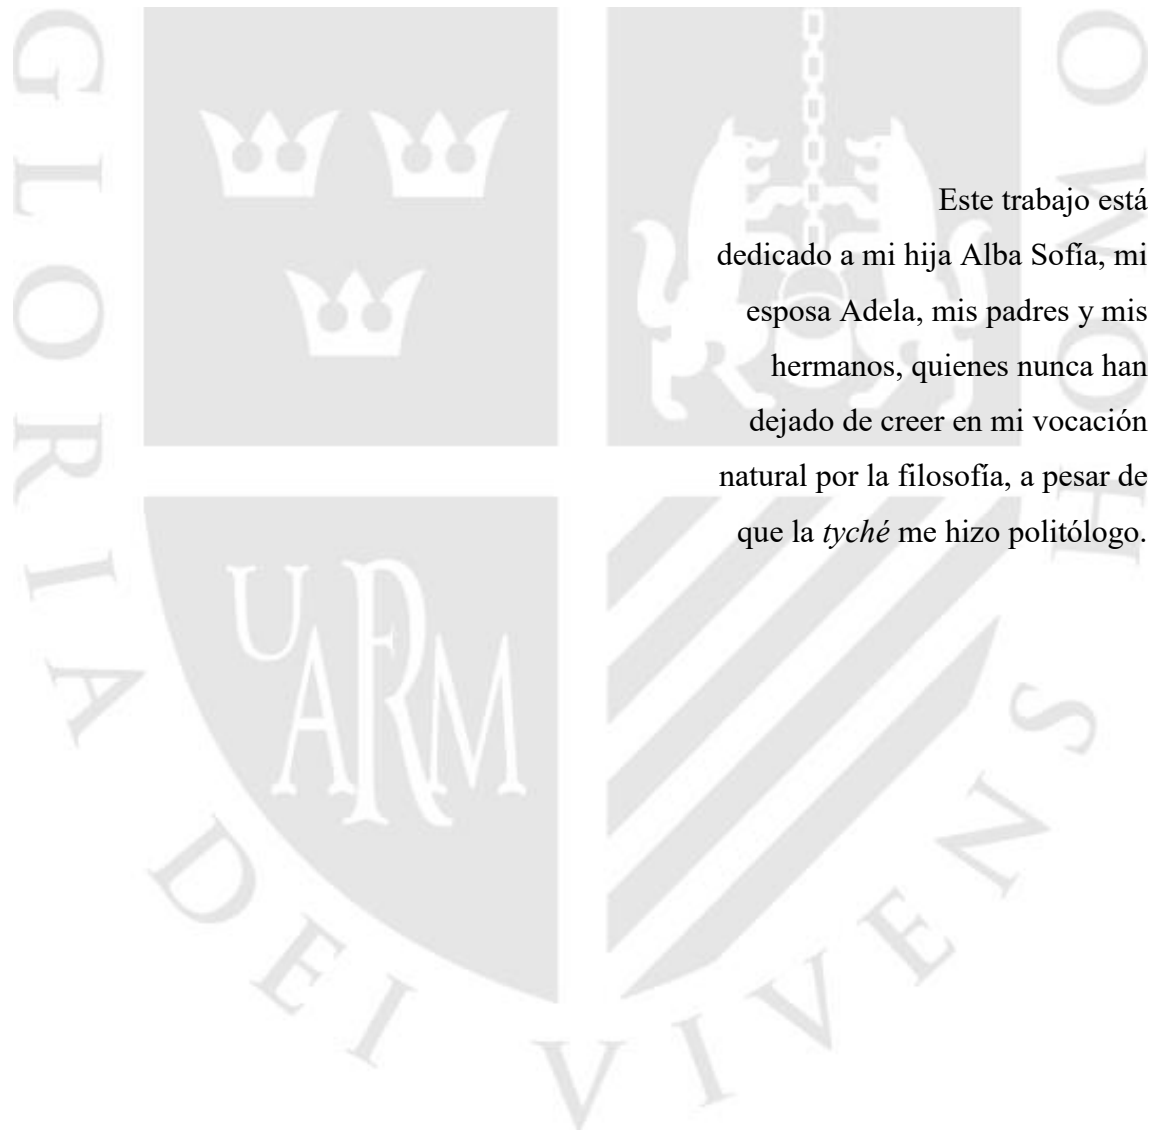 Este trabajo está
dedicado a mi hija Alba Sofía, mi
esposa Adela, mis padres y mis
hermanos, quienes nunca han
dejado de creer en mi vocación
natural por la filosofía, a pesar de
que la tyché me hizo politólogo.
GLORIA DEI VIVENS HOMO
UARM